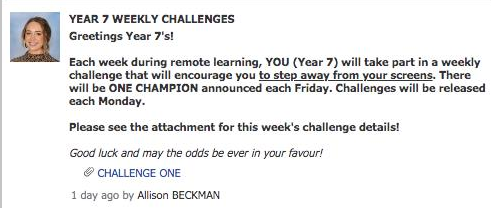 YEAR 7 WEEKLY CHALLENGES
Greetings Year 7's!
Each week during remote learning, YOU (Year 7) will take part in a weekly
challenge that will encourage you to step away from your screens. There
will be ONE CHAMPION announced each Friday. Challenges will be released
each Monday.
Please see the attachment for this week's challenge details!
Good luck and may the odds be ever in your favour!
CHALLENGE ONE
1 day ago by Allison BECKMAN